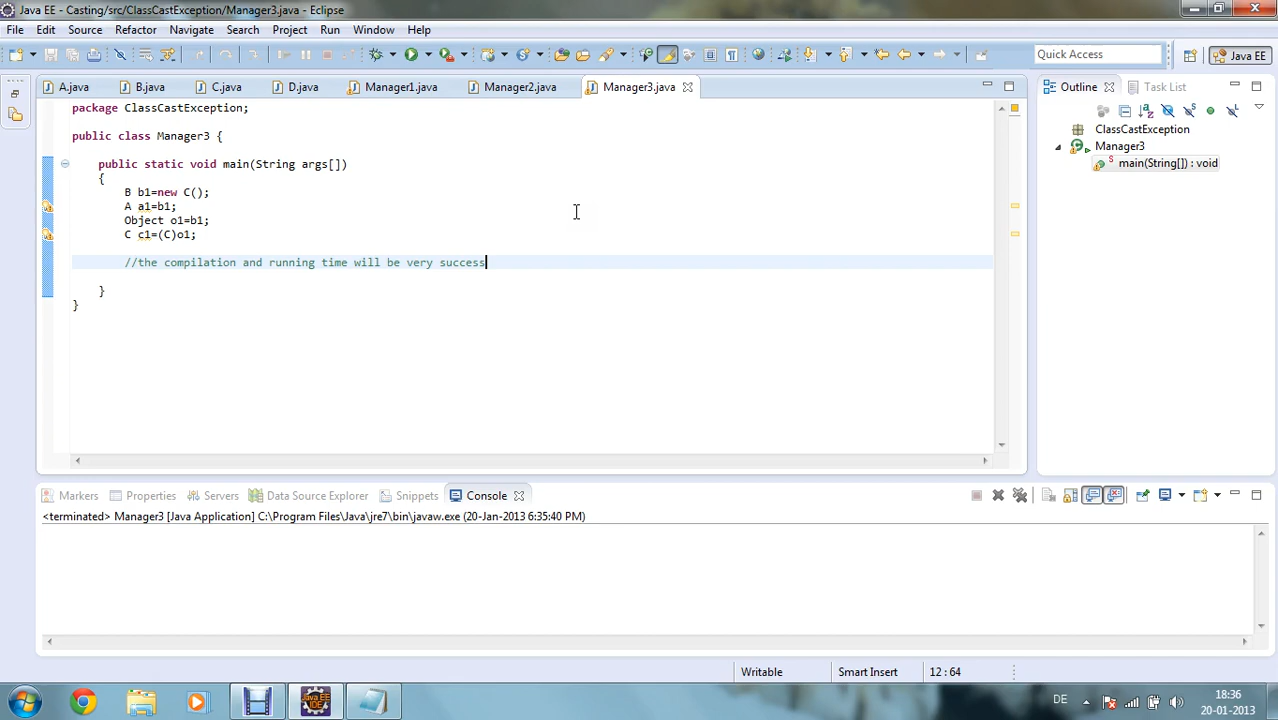 Java EE - Casting/src/ClassCastException/Manager3.java - Eclipse
File Edit Source Refactor Navigate Search Project Run Window Help
Quick Access
Java EE
A.java B.java C.java D.java Manager1.java Manager2.java Manager3.java
Outline Task List
package ClassCastException;
ClassCastException
public class Manager3 {
Manager3
main(String[]) : void
public static void main(String args[])
{
B b1=new C();
A a1=b1;
Object o1=b1;
C c1=(C)o1;
//the compilation and running time will be very success
}
}
Markers Properties Servers Data Source Explorer Snippets Console
<terminated> Manager3 [Java Application] C:\Program Files\Java\jre7\bin\javaw.exe (20-Jan-2013 6:35:40 PM)
Writable Smart Insert 12 : 64
Java EE
IDE
DE
18:36
20-01-2013